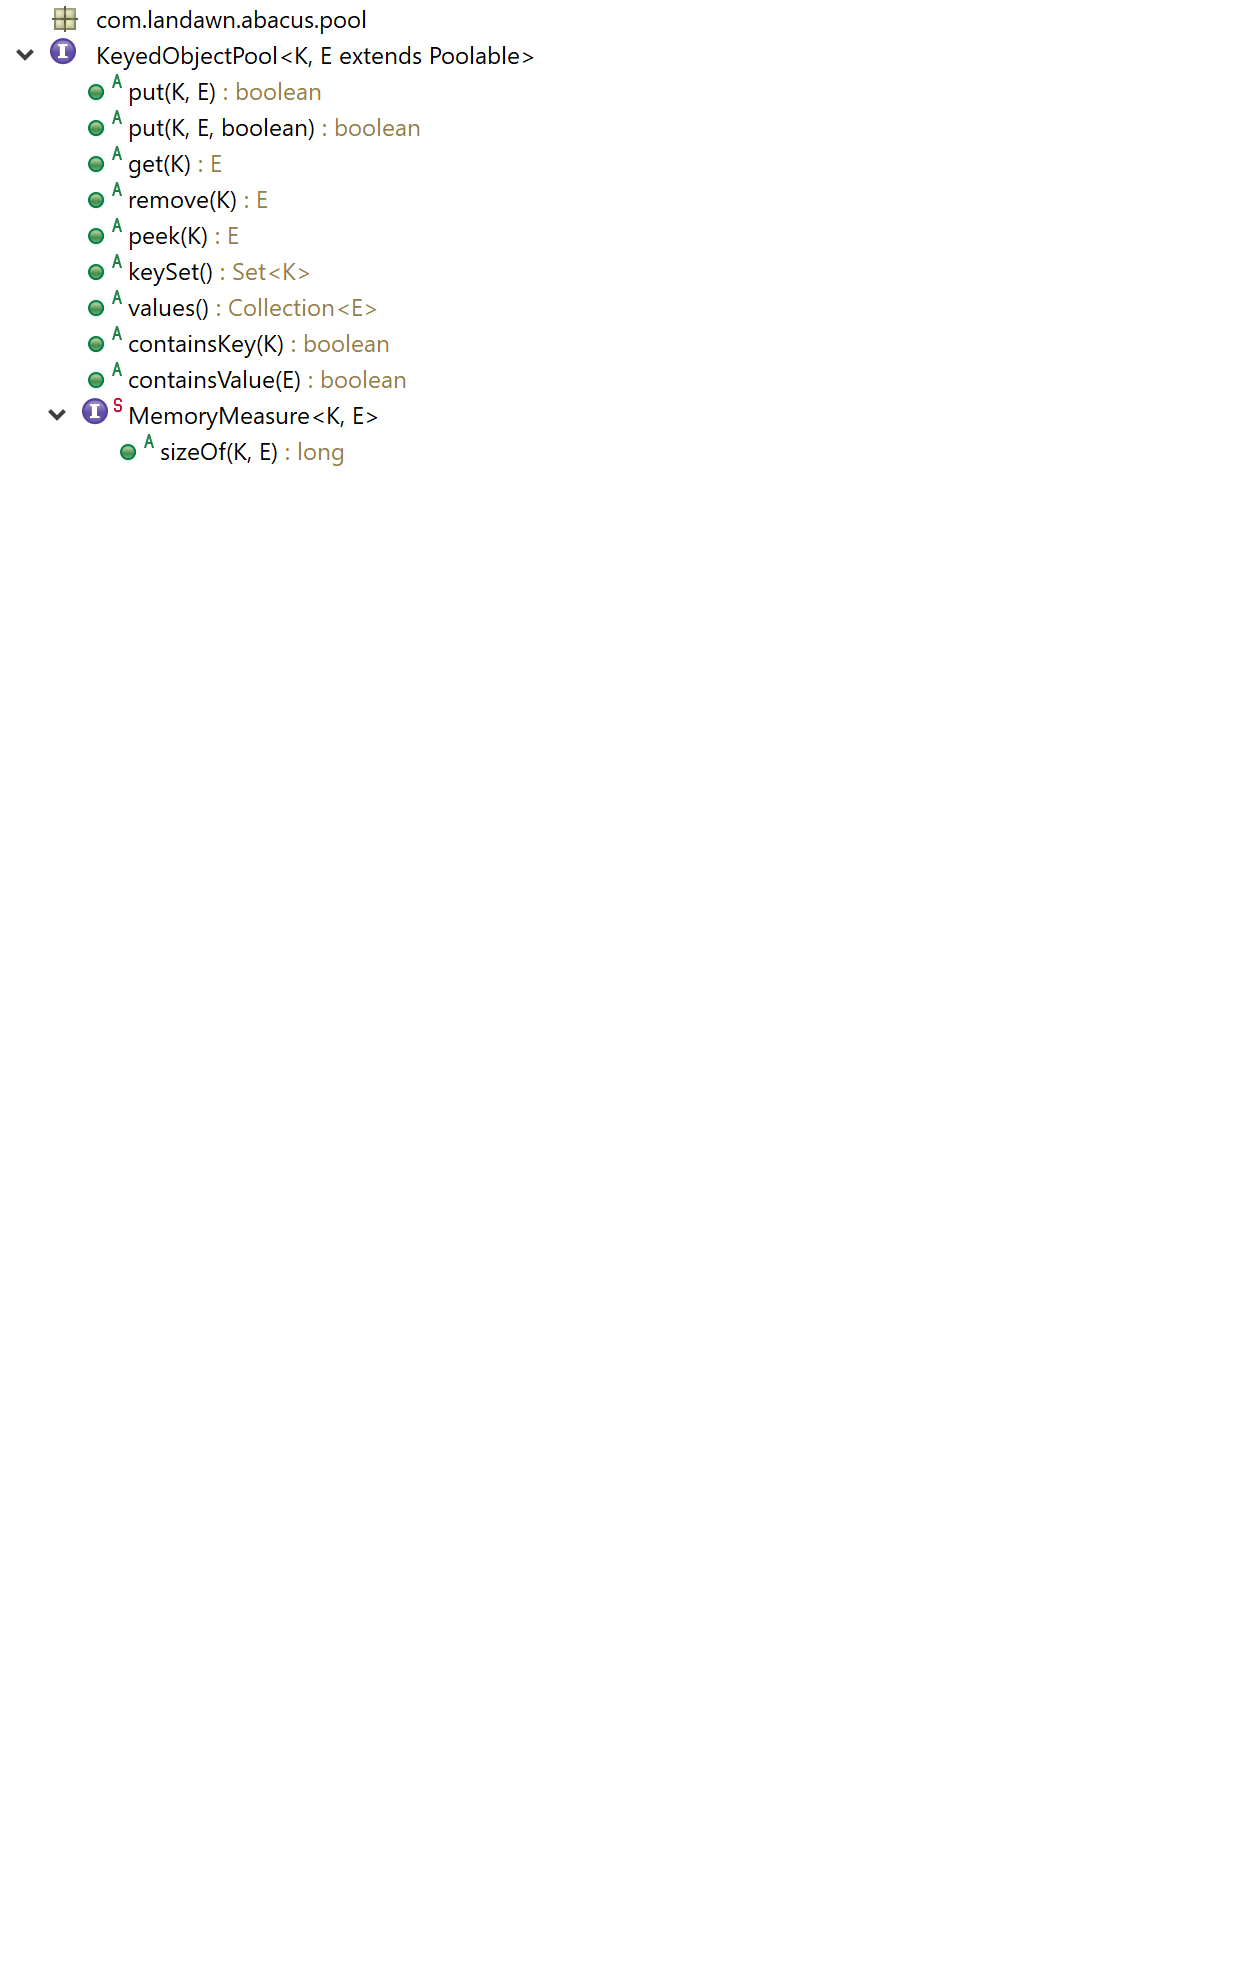 com.landawn.abacus.pool
I KeyedObjectPool<K, E extends Poolable>
A put(K, E) : boolean
A put(K, E, boolean) : boolean
A get(K) : E
A remove(K) : E
A peek(K) : E
A keySet() : Set<K>
A values() : Collection<E>
A containsKey(K) : boolean
A containsValue(E) : boolean
I S MemoryMeasure<K, E>
A sizeOf(K, E) : long